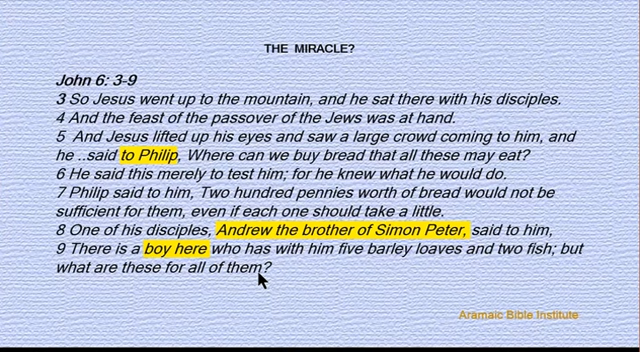 THE MIRACLE?
John 6: 3-9
3 So Jesus went up to the mountain, and he sat there with his disciples.
4 And the feast of the passover of the Jews was at hand.
5 And Jesus lifted up his eyes and saw a large crowd coming to him, and
he ..said to Philip, Where can we buy bread that all these may eat?
6 He said this merely to test him; for he knew what he would do.
7 Philip said to him, Two hundred pennies worth of bread would not be
sufficient for them, even if each one should take a little.
8 One of his disciples, Andrew the brother of Simon Peter, said to him,
9 There is a boy here who has with him five barley loaves and two fish; but
what are these for all of them?
Aramaic Bible Institute